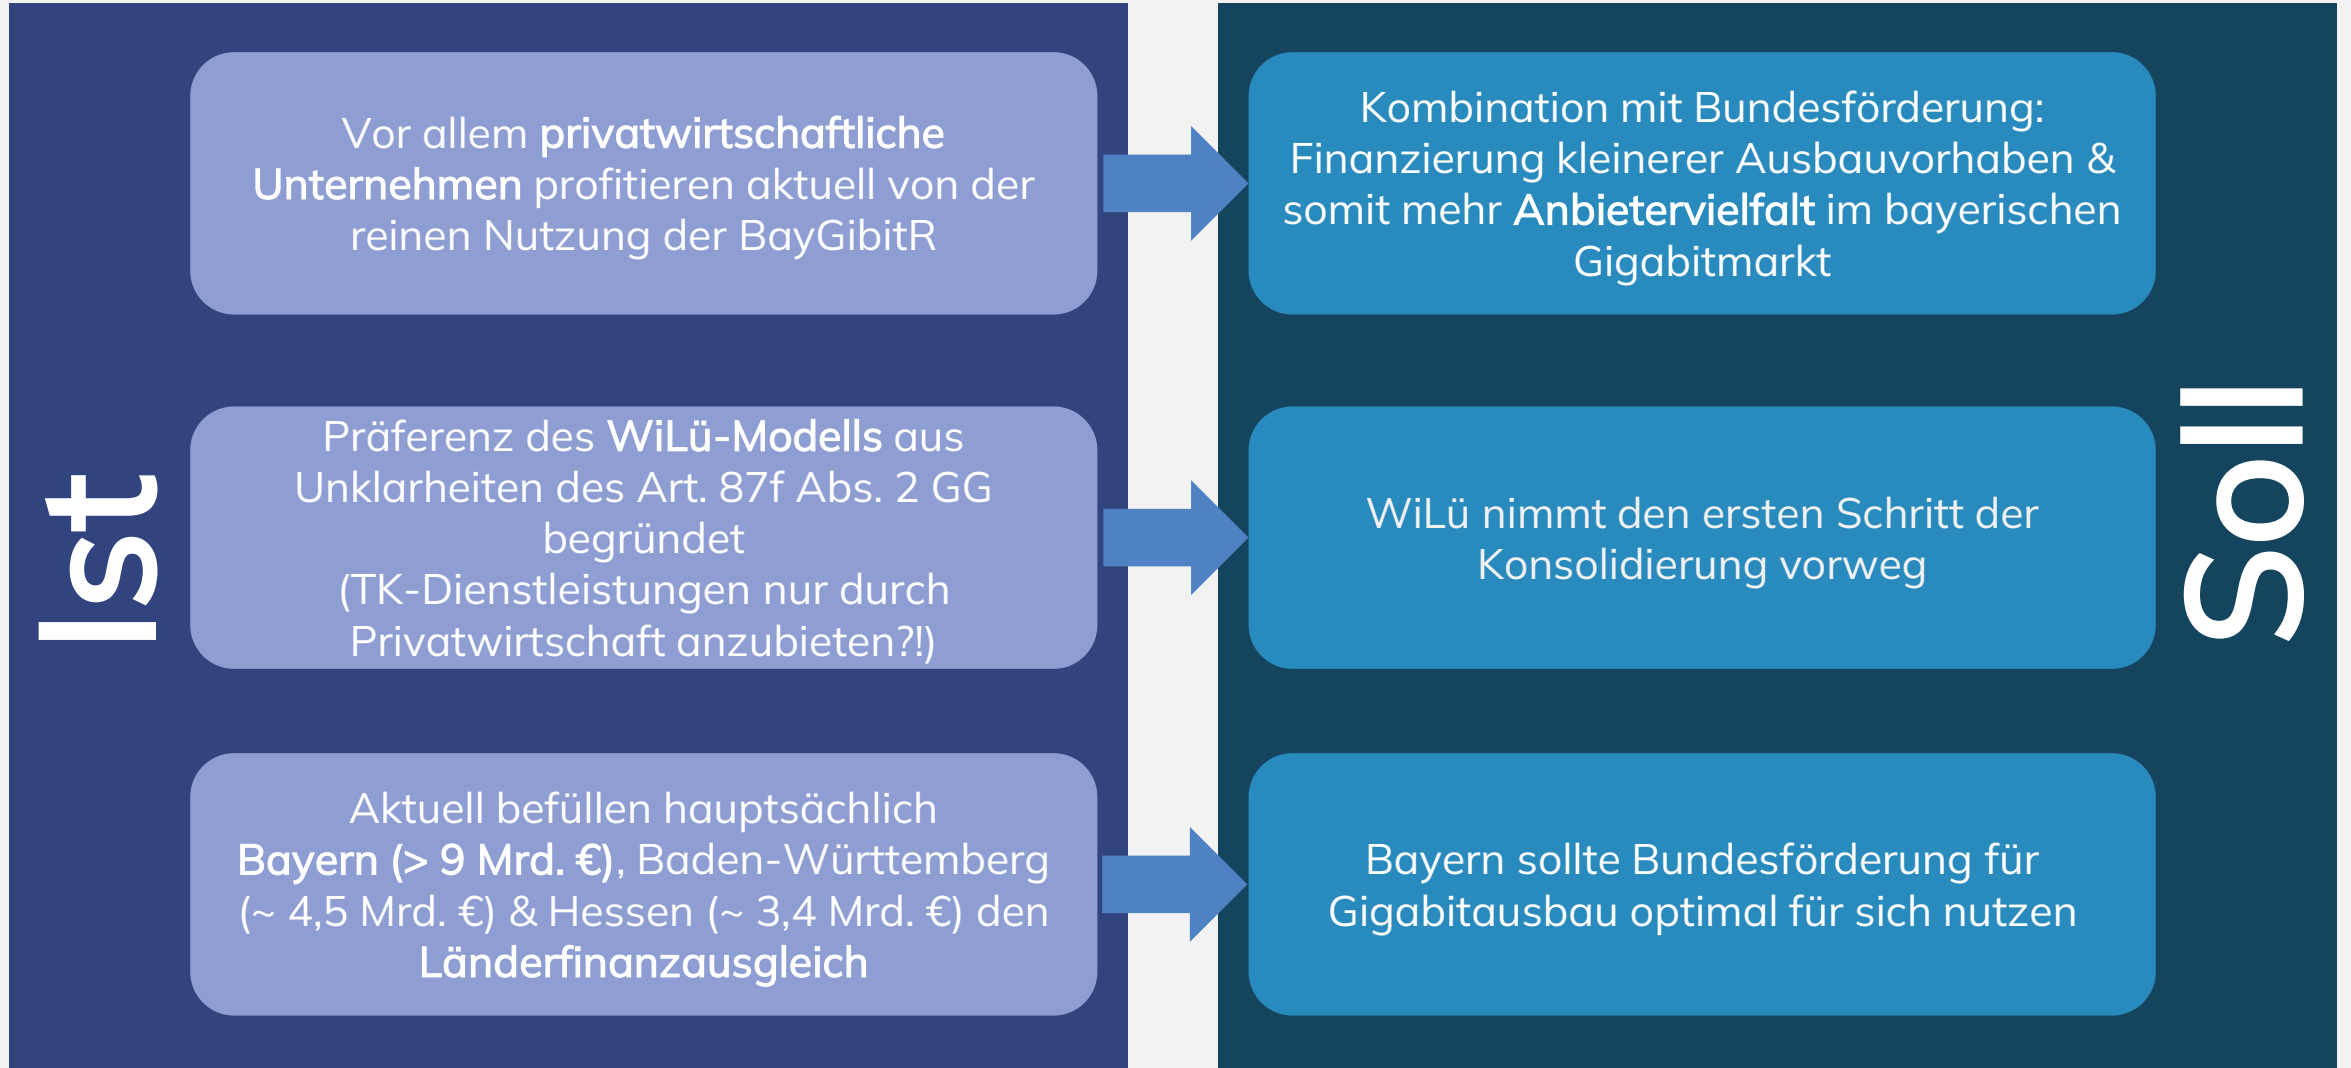 Ist
Vor allem privatwirtschaftliche
Unternehmen profitieren aktuell von der
reinen Nutzung der BayGibitR
Kombination mit Bundesförderung:
Finanzierung kleinerer Ausbauvorhaben &
somit mehr Anbietervielfalt im bayerischen
Gigabitmarkt
Präferenz des WiLü-Modells aus
Unklarheiten des Art. 87f Abs. 2 GG
begründet
(TK-Dienstleistungen nur durch
Privatwirtschaft anzubieten?!)
WiLü nimmt den ersten Schritt der
Konsolidierung vorweg
Aktuell befüllen hauptsächlich
Bayern (> 9 Mrd. €), Baden-Württemberg
(~ 4,5 Mrd. €) & Hessen (~ 3,4 Mrd. €) den
Länderfinanzausgleich
Bayern sollte Bundesförderung für
Gigabitausbau optimal für sich nutzen
Soll